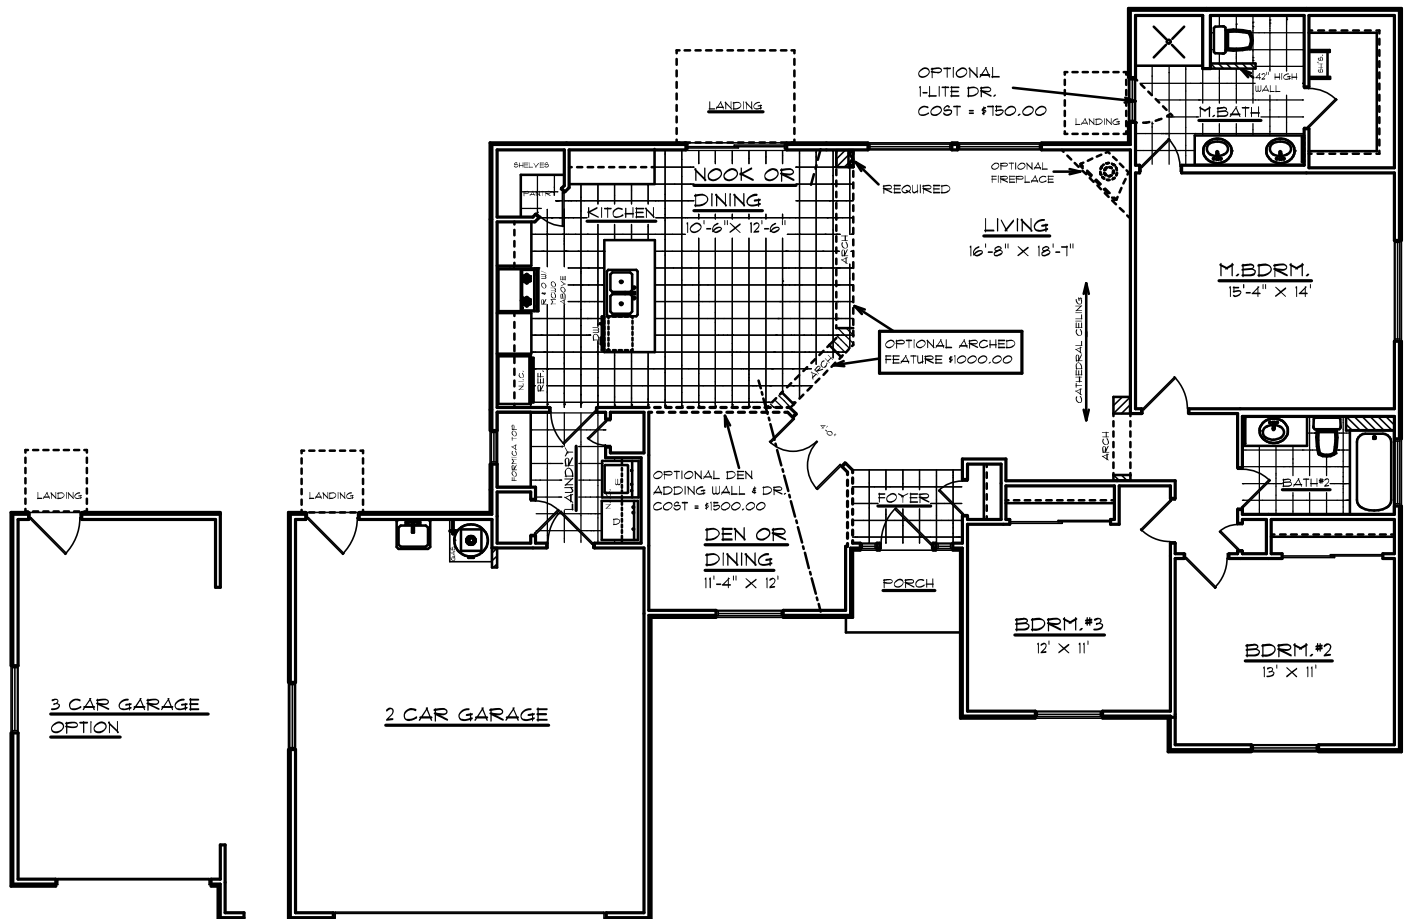 OPTIONAL
1-LITE DR.
COST = $750.00
LANDING
LANDING
42" HIGH
WALL
M.BATH
SHELVES
PANTRY
KITCHEN
NOOK OR
DINING
10'-6" X 12'-6"
REQUIRED
ARCH
OPTIONAL
FIREPLACE
LIVING
16'-8" X 18'-7"
M.BDRM.
15'-4" X 14'
R & O W/
MCWO
ABOVE
D/W
N.I.C.
REF.
OPTIONAL ARCHED
FEATURE $1000.00
ARCH
CATHEDRAL CEILING
ARCH
4'-0"
FORMICA TOP
LAUNDRY
D
OPTIONAL DEN
ADDING WALL & DR.
COST = $1500.00
DEN OR
DINING
11'-4" X 12'
FOYER
PORCH
BATH#2
BDRM.#3
12' X 11'
BDRM.#2
13' X 11'
LANDING
LANDING
3 CAR GARAGE
OPTION
2 CAR GARAGE